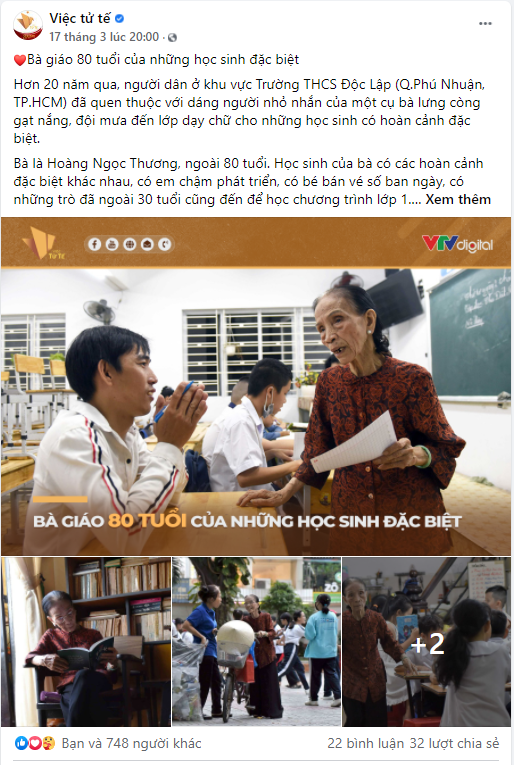 Việc tử tế
17 tháng 3 lúc 20:00 ·
Bà giáo 80 tuổi của những học sinh đặc biệt
Hơn 20 năm qua, người dân ở khu vực Trường THCS Độc Lập (Q.Phú Nhuận,
TP.HCM) đã quen thuộc với dáng người nhỏ nhắn của một cụ bà lưng còng
gạt nắng, đội mưa đến lớp dạy chữ cho những học sinh có hoàn cảnh đặc
biệt.
Bà là Hoàng Ngọc Thương, ngoài 80 tuổi. Học sinh của bà có các hoàn cảnh
đặc biệt khác nhau, có em chậm phát triển, có bé bán vé số ban ngày, có
những trò đã ngoài 30 tuổi cũng đến để học chương trình lớp 1.... Xem thêm
TỬ TẾ
VTVdigital
BÀ GIÁO 80 TUỔI CỦA NHỮNG HỌC SINH ĐẶC BIỆT
+2
Bạn và 748 người khác
22 bình luận 32 lượt chia sẻ